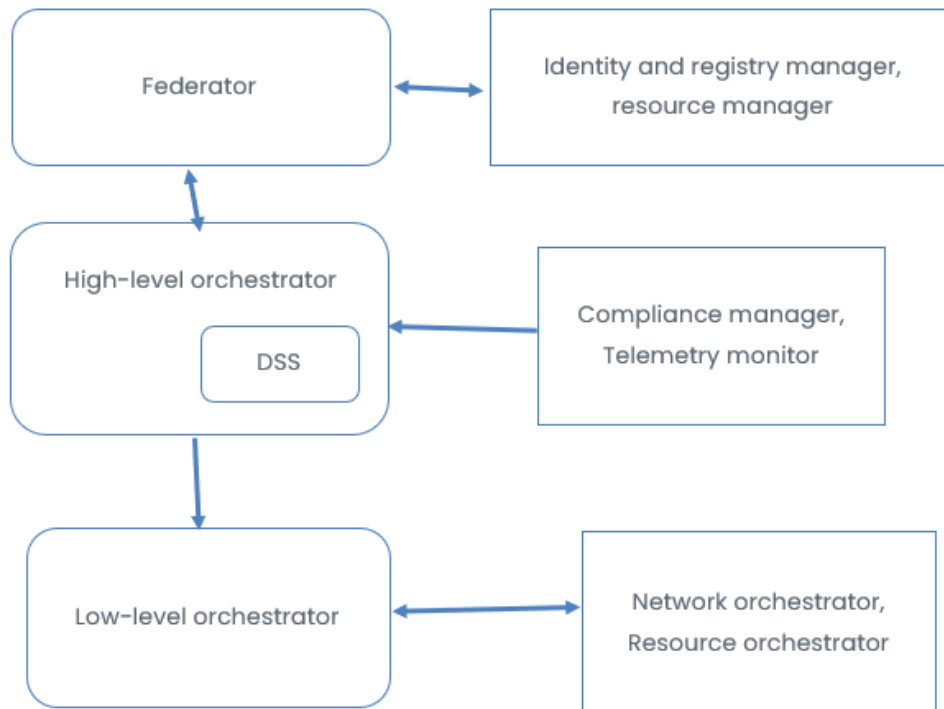 Federator
Identity and registry manager,
resource manager
High-level orchestrator
DSS
Compliance manager,
Telemetry monitor
Low-level orchestrator
Network orchestrator,
Resource orchestrator